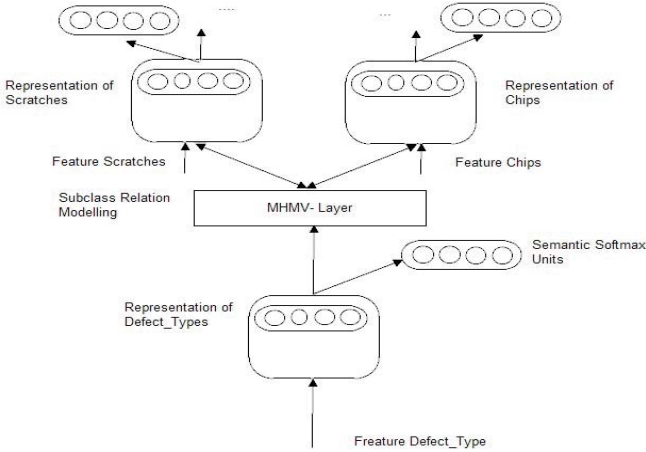 ....
...
Representation of
Scratches
Representation of
Chips
Feature Scratches
Feature Chips
Subclass Relation
Modelling
MHMV- Layer
Semantic Softmax
Units
Representation of
Defect_Types
Freature Defect_Type